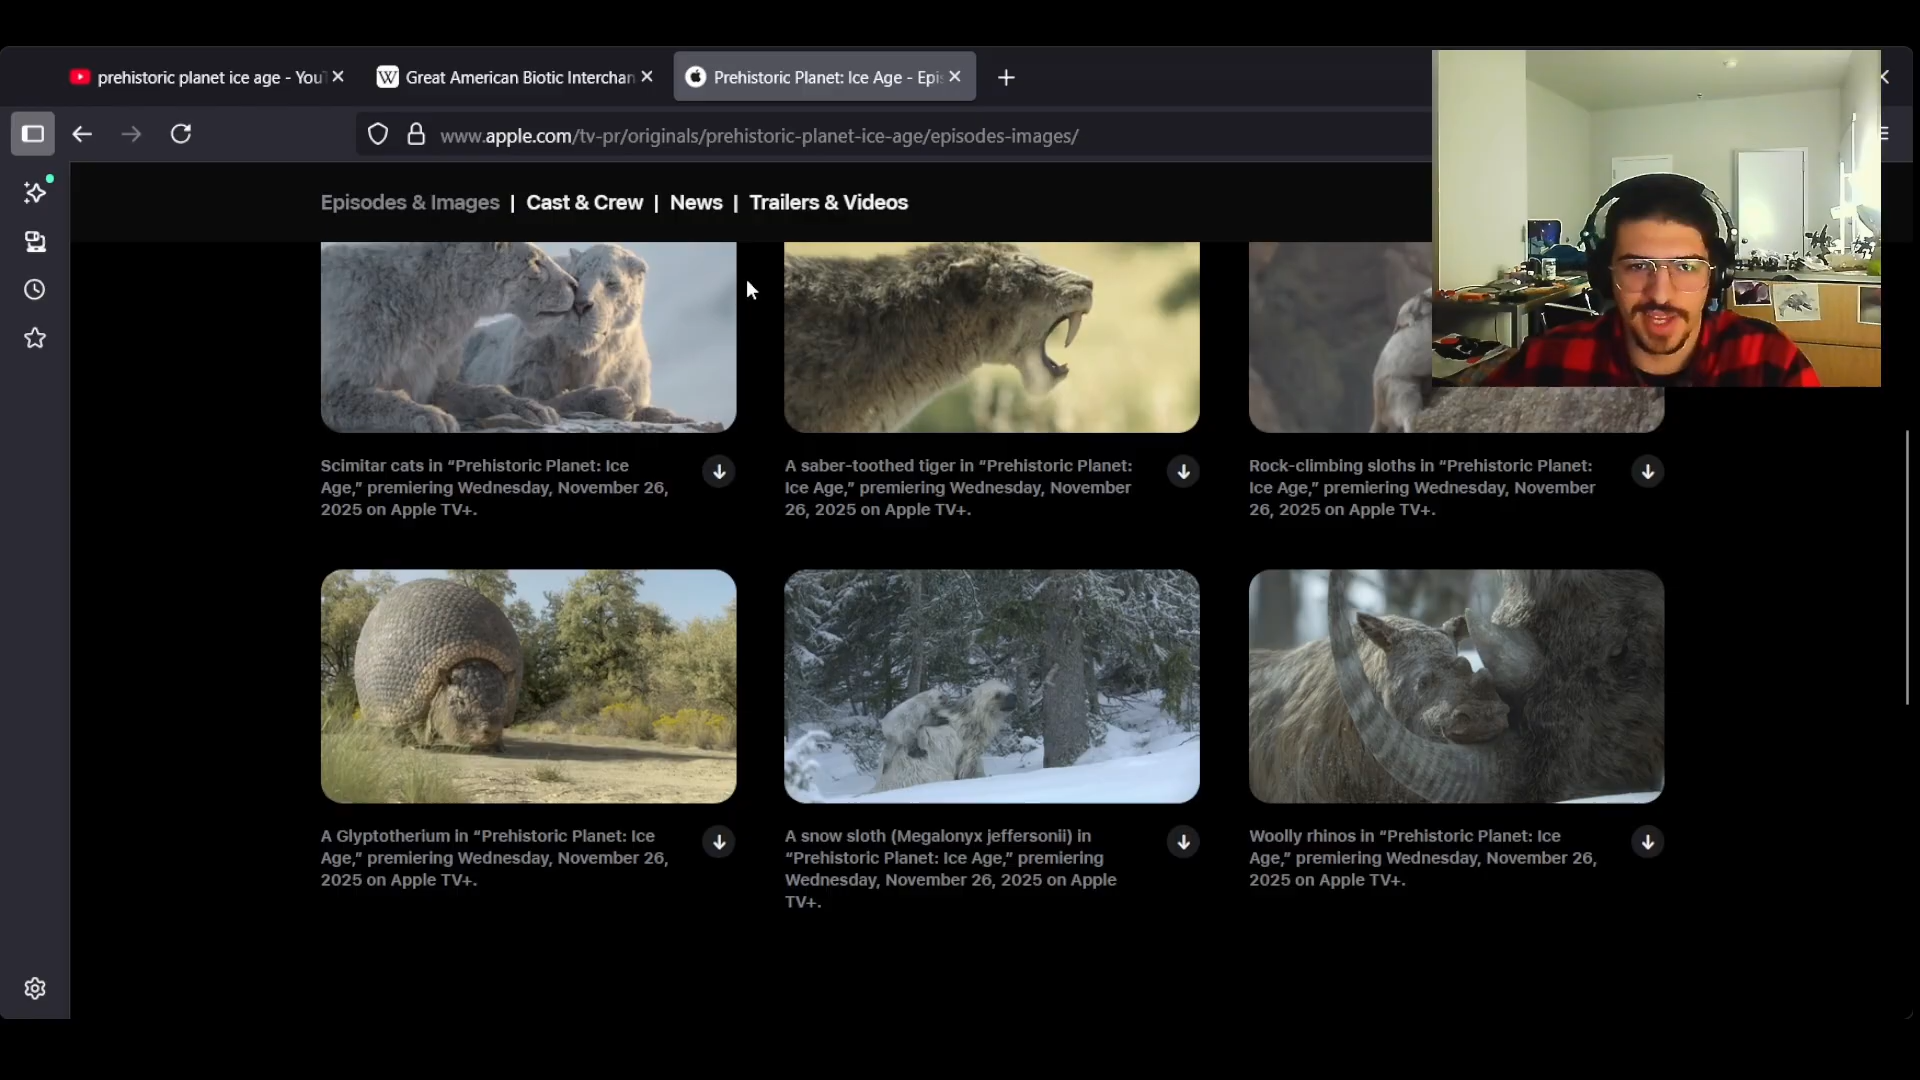 prehistoric planet ice age - You
Great American Biotic Interchan
Prehistoric Planet: Ice Age - Epi
www.apple.com/tv-pr/originals/prehistoric-planet-ice-age/episodes-images/
Episodes & Images | Cast & Crew | News | Trailers & Videos
Scimitar cats in “Prehistoric Planet: Ice
Age,” premiering Wednesday, November 26,
2025 on Apple TV+.
A saber-toothed tiger in “Prehistoric Planet:
Ice Age,” premiering Wednesday, November
26, 2025 on Apple TV+.
Rock-climbing sloths in “Prehistoric Planet:
Ice Age,” premiering Wednesday, November
26, 2025 on Apple TV+.
A Glyptotherium in “Prehistoric Planet: Ice
Age,” premiering Wednesday, November 26,
2025 on Apple TV+.
A snow sloth (Megalonyx jeffersonii) in
“Prehistoric Planet: Ice Age,” premiering
Wednesday, November 26, 2025 on Apple
TV+.
Woolly rhinos in “Prehistoric Planet: Ice
Age,” premiering Wednesday, November 26,
2025 on Apple TV+.